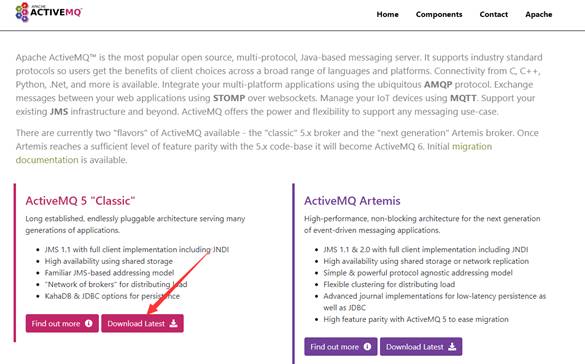 APACHE
ACTIVEMQ
Home Components Contact Apache
Apache ActiveMQ™ is the most popular open source, multi-protocol, Java-based messaging server. It supports industry standard
protocols so users get the benefits of client choices across a broad range of languages and platforms. Connectivity from C, C++,
Python, .Net, and more is available. Integrate your multi-platform applications using the ubiquitous AMQP protocol. Exchange
messages between your web applications using STOMP over websockets. Manage your IoT devices using MQTT. Support your
existing JMS infrastructure and beyond. ActiveMQ offers the power and flexibility to support any messaging use-case.
There are currently two "flavors" of ActiveMQ available - the "classic" 5.x broker and the "next generation" Artemis broker. Once
Artemis reaches a sufficient level of feature parity with the 5.x code-base it will become ActiveMQ 6. Initial migration
documentation is available.
ActiveMQ 5 "Classic"
Long established, endlessly pluggable architecture serving many
generations of applications.
• JMS 1.1 with full client implementation including JNDI
• High availability using shared storage
• Familiar JMS-based addressing model
• "Network of brokers" for distributing load
• KahaDB & JDBC options for persistence
Find out more Download Latest
ActiveMQ Artemis
High-performance, non-blocking architecture for the next generation
of event-driven messaging applications.
• JMS 1.1 & 2.0 with full client implementation including JNDI
• High availability using shared storage or network replication
• Simple & powerful protocol agnostic addressing model
• Flexible clustering for distributing load
• Advanced journal implementations for low-latency persistence as
well as JDBC
• High feature parity with ActiveMQ 5 to ease migration
Find out more Download Latest